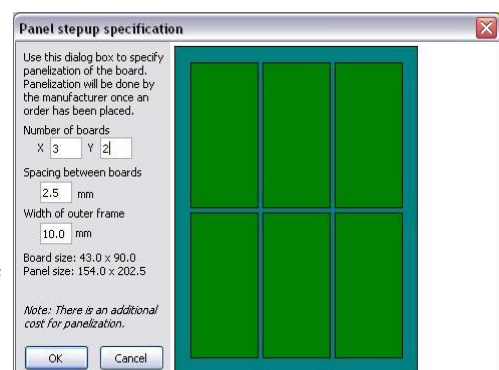 Panel stepup specification
Use this dialog box to specify
panelization of the board.
Panelization will be done by
the manufacturer once an
order has been placed.
Number of boards
X 3 Y 2
Spacing between boards
2.5 mm
Width of outer frame
10.0 mm
Board size: 43.0 x 90.0
Panel size: 154.0 x 202.5
Note: There is an additional
cost for panelization.
OK Cancel